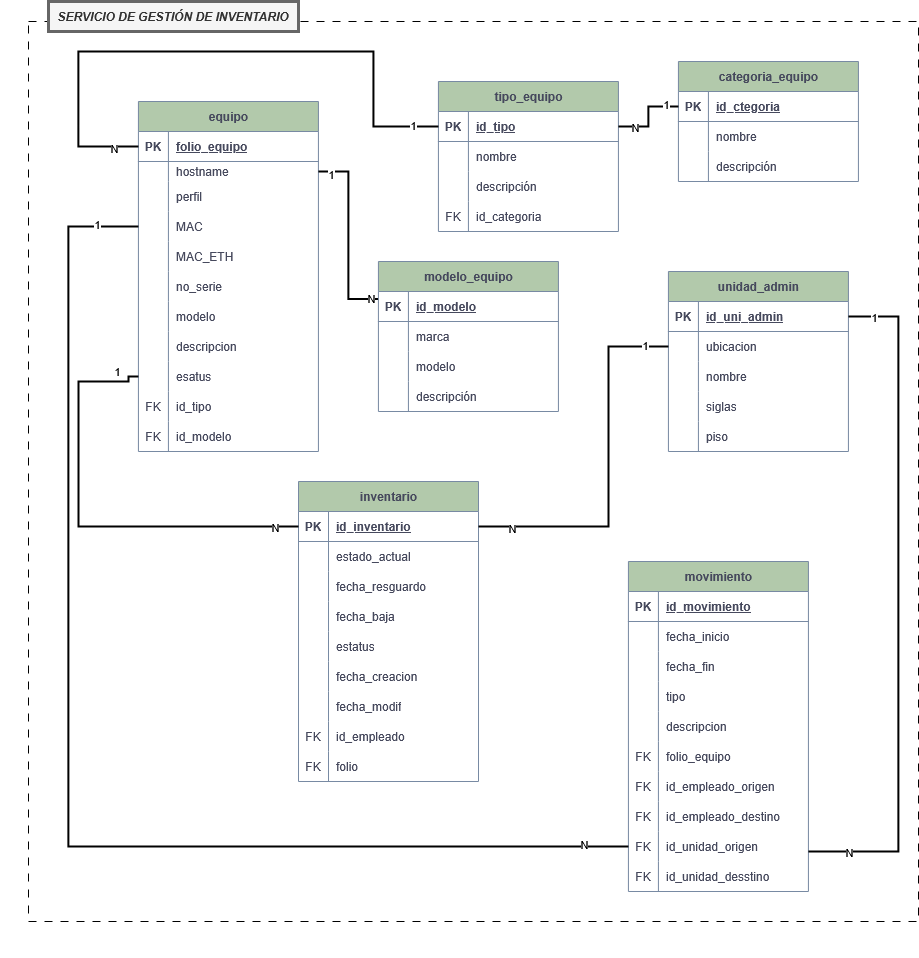 SERVICIO DE GESTIÓN DE INVENTARIO
equipo
PK folio_equipo
hostname
perfil
MAC
MAC_ETH
no_serie
modelo
descripcion
esatus
FK id_tipo
FK id_modelo
tipo_equipo
PK id_tipo
nombre
descripción
FK id_categoria
categoria_equipo
PK id_ctegoria
nombre
descripción
modelo_equipo
PK id_modelo
marca
modelo
descripción
unidad_admin
PK id_uni_admin
ubicacion
nombre
siglas
piso
inventario
PK id_inventario
estado_actual
fecha_resguardo
fecha_baja
estatus
fecha_creacion
fecha_modif
FK id_empleado
FK folio
movimiento
PK id_movimiento
fecha_inicio
fecha_fin
tipo
descripcion
FK folio_equipo
FK id_empleado_origen
FK id_empleado_destino
FK id_unidad_origen
FK id_unidad_desstino
N
1
N
1
1
N
1
N
1
N
1
N
1
N